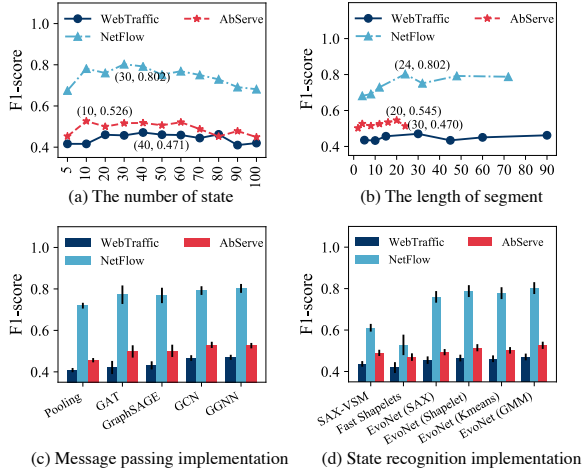 WebTraffic
AbServe
NetFlow
F1-score
1.0
0.8
0.6
0.4
(30, 0.802)
(10, 0.526)
(40, 0.471)
5 10 20 30 40 50 60 70 80 90 100
(a) The number of state
WebTraffic
AbServe
NetFlow
F1-score
1.0
0.8
0.6
0.4
(24, 0.802)
(20, 0.545)
(30, 0.470)
0 10 20 30 40 50 60 70 80 90
(b) The length of segment
WebTraffic
AbServe
NetFlow
F1-score
1.0
0.8
0.6
0.4
Pooling
GAT
GraphSAGE
GCN
GGNN
(c) Message passing implementation
WebTraffic
AbServe
NetFlow
F1-score
1.0
0.8
0.6
0.4
SAX-VSM
Fast Shapelets
EvoNet (SAX)
EvoNet (Shapelet)
EvoNet (Kmeans)
EvoNet (GMM)
(d) State recognition implementation